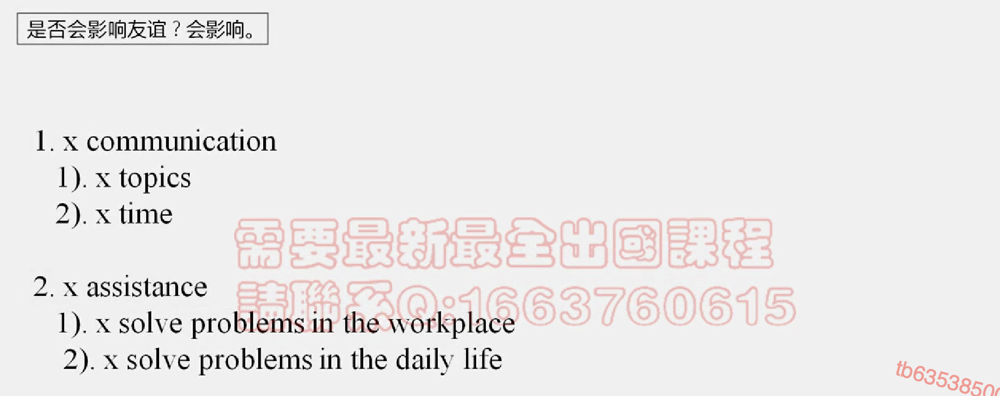 是否会影响友谊？会影响。
1. x communication
1). x topics
2). x time
需要最新最全出國課程
2. x assistance
請聯系Q:1663760615
1). x solve problems in the workplace
2). x solve problems in the daily life
tb6353850